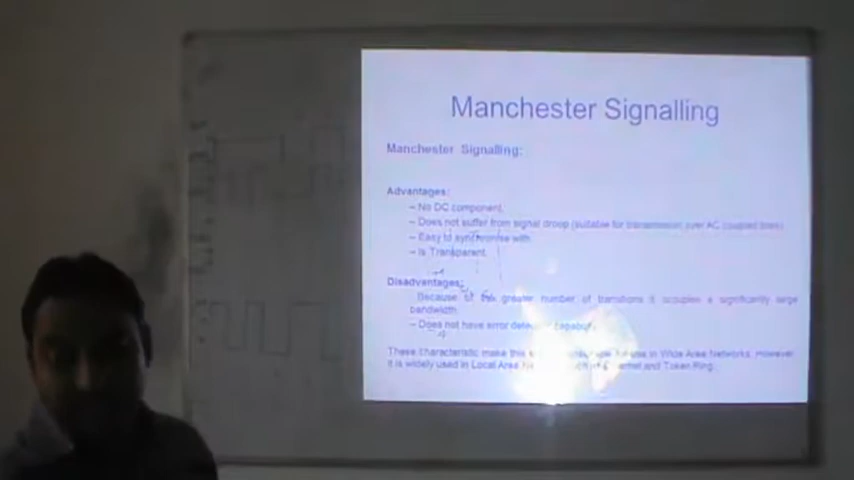 Manchester Signalling
Manchester Signalling:
Advantages:
– No DC component.
– Does not suffer from signal droop (suitable for transmission over AC coupled lines)
– Easy to synchronise with
– Is Transparent
Disadvantages:
Because of the greater number of transitions it occupies a significantly large
bandwidth
– Does not have error
These characteristic make this for use in Wide Area Networks. However
it is widely used in Local Area and Token Ring.